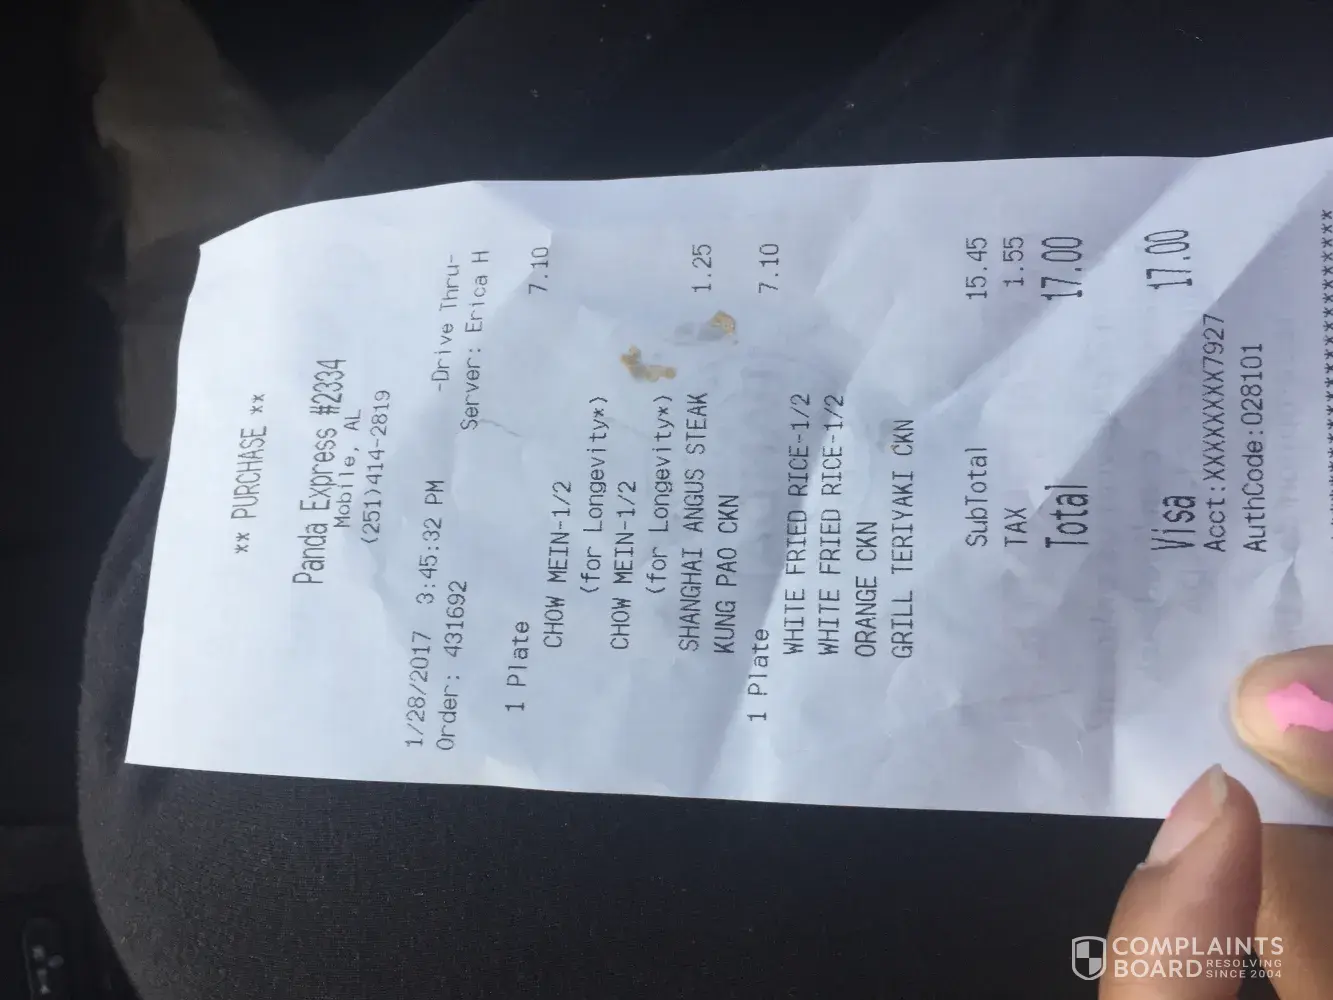 ** PURCHASE **
Panda Express #2334
Mobile, AL
(251)414-2819
1/28/2017 3:45:32 PM -Drive Thru-
Order: 431692 Server: Erica H
1 Plate 7.10
CHOW MEIN-1/2
(for Longevity*)
CHOW MEIN-1/2
(for Longevity*)
SHANGHAI ANGUS STEAK 1.25
KUNG PAO CKN
1 Plate 7.10
WHITE FRIED RICE-1/2
WHITE FRIED RICE-1/2
ORANGE CKN
GRILL TERIYAKI CKN
SubTotal 15.45
TAX 1.55
Total 17.00
Visa 17.00
Acct:XXXXXXXX7927
AuthCode:028101
COMPLAINTS
BOARD RESOLVING SINCE 2004